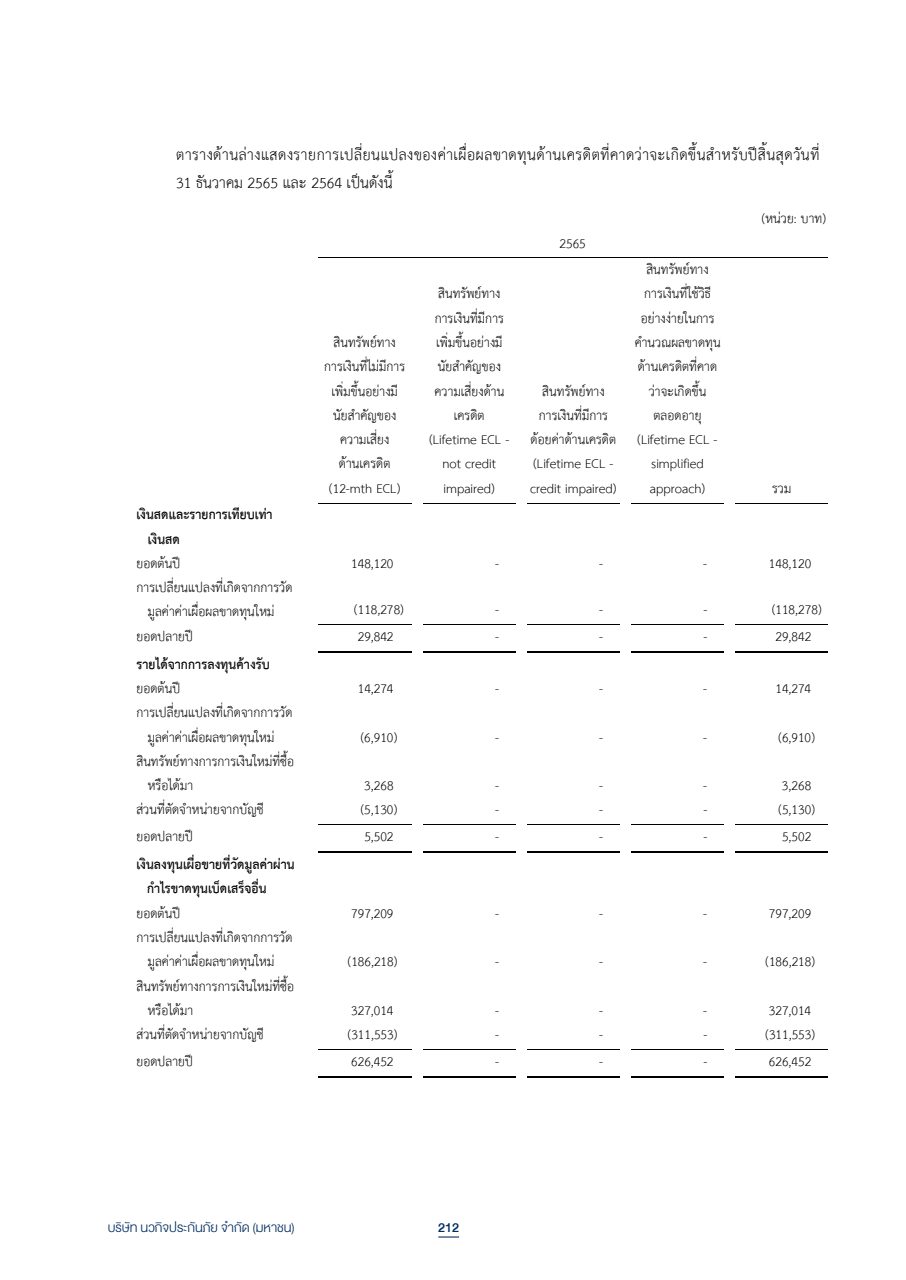 ตารางด้านล่างแสดงรายการเปลี่ยนแปลงของค่าเผื่อผลขาดทุนด้านเครดิตที่คาดว่าจะเกิดขึ้นสำหรับปีสิ้นสุดวันที่
31 ธันวาคม 2565 และ 2564 เป็นดังนี้
(หน่วย: บาท)
2565
สินทรัพย์ทาง
สินทรัพย์ทาง การเงินที่ใช้วิธี
การเงินที่มีการ อย่างง่ายในการ
สินทรัพย์ทาง เพิ่มขึ้นอย่างมี คำนวณผลขาดทุน
การเงินที่ไม่มีการ นัยสำคัญของ ด้านเครดิตที่คาด
เพิ่มขึ้นอย่างมี ความเสี่ยงด้าน สินทรัพย์ทาง ว่าจะเกิดขึ้น
นัยสำคัญของ เครดิต การเงินที่มีการ ตลอดอายุ
ความเสี่ยง (Lifetime ECL - ด้อยค่าด้านเครดิต (Lifetime ECL -
ด้านเครดิต not credit (Lifetime ECL - simplified
(12-mth ECL) impaired) credit impaired) approach) รวม
เงินสดและรายการเทียบเท่า
เงินสด
ยอดต้นปี 148,120 - - - 148,120
การเปลี่ยนแปลงที่เกิดจากการวัด
มูลค่าค่าเผื่อผลขาดทุนใหม่ (118,278) - - - (118,278)
ยอดปลายปี 29,842 - - - 29,842
รายได้จากการลงทุนค้างรับ
ยอดต้นปี 14,274 - - - 14,274
การเปลี่ยนแปลงที่เกิดจากการวัด
มูลค่าค่าเผื่อผลขาดทุนใหม่ (6,910) - - - (6,910)
สินทรัพย์ทางการการเงินใหม่ที่ซื้อ
หรือได้มา 3,268 - - - 3,268
ส่วนที่ตัดจำหน่ายจากบัญชี (5,130) - - - (5,130)
ยอดปลายปี 5,502 - - - 5,502
เงินลงทุนเผื่อขายที่วัดมูลค่าผ่าน
กำไรขาดทุนเบ็ดเสร็จอื่น
ยอดต้นปี 797,209 - - - 797,209
การเปลี่ยนแปลงที่เกิดจากการวัด
มูลค่าค่าเผื่อผลขาดทุนใหม่ (186,218) - - - (186,218)
สินทรัพย์ทางการการเงินใหม่ที่ซื้อ
หรือได้มา 327,014 - - - 327,014
ส่วนที่ตัดจำหน่ายจากบัญชี (311,553) - - - (311,553)
ยอดปลายปี 626,452 - - - 626,452
บริษัท นวกิจประกันภัย จำกัด (มหาชน) 212